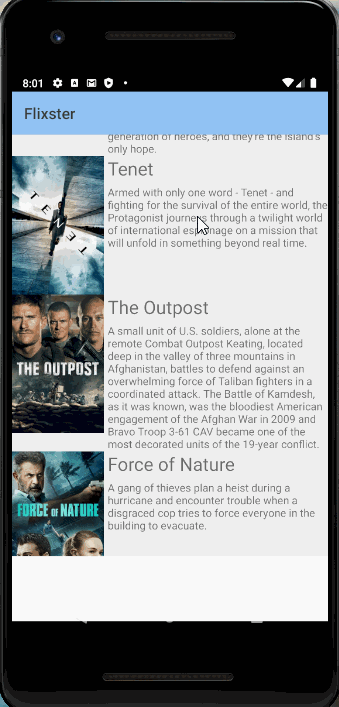 8:01
Flixster
generation of heroes, and they're the island's
only hope.
Tenet
Armed with only one word - Tenet - and
fighting for the survival of the entire world, the
Protagonist journeys through a twilight world
of international espionage on a mission that
will unfold in something beyond real time.
TENET
The Outpost
A small unit of U.S. soldiers, alone at the
remote Combat Outpost Keating, located
deep in the valley of three mountains in
Afghanistan, battles to defend against an
overwhelming force of Taliban fighters in a
coordinated attack. The Battle of Kamdesh,
as it was known, was the bloodiest American
engagement of the Afghan War in 2009 and
Bravo Troop 3-61 CAV became one of the
most decorated units of the 19-year conflict.
THE OUTPOST
Force of Nature
A gang of thieves plan a heist during a
hurricane and encounter trouble when a
disgraced cop tries to force everyone in the
building to evacuate.
FORCE OF NATURE